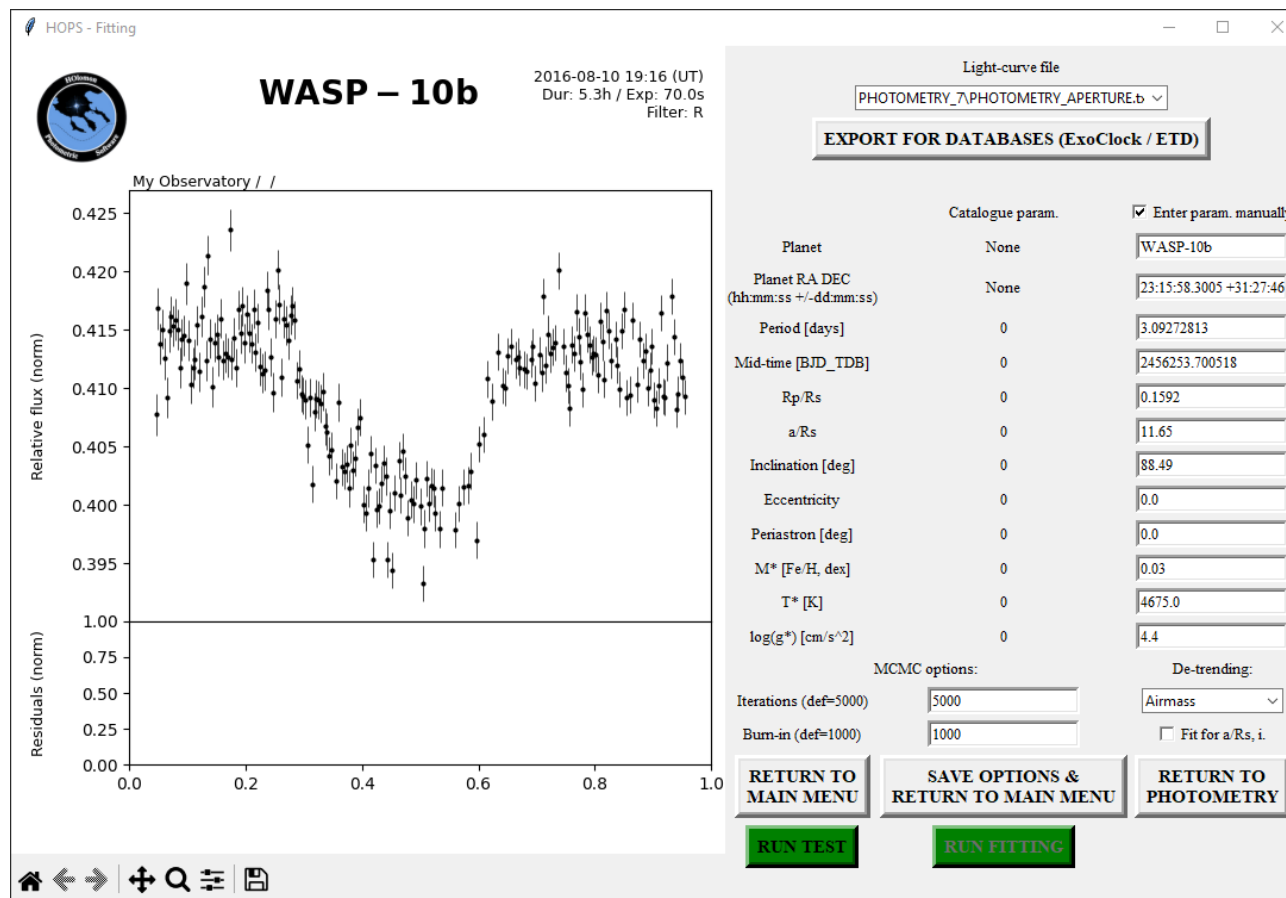 HOPS - Fitting
HOloMon
Photometric Software
WASP – 10b
2016-08-10 19:16 (UT)
Dur: 5.3h / Exp: 70.0s
Filter: R
My Observatory / /
Relative flux (norm)
0.425
0.420
0.415
0.410
0.405
0.400
0.395
Residuals (norm)
1.00
0.75
0.50
0.25
0.00
0.0 0.2 0.4 0.6 0.8 1.0
Light-curve file
PHOTOMETRY_7\PHOTOMETRY_APERTURE.t
EXPORT FOR DATABASES (ExoClock / ETD)
Catalogue param. Enter param. manually
Planet None WASP-10b
Planet RA DEC
(hh:mm:ss +/-dd:mm:ss) None 23:15:58.3005 +31:27:46
Period [days] 0 3.09272813
Mid-time [BJD_TDB] 0 2456253.700518
Rp/Rs 0 0.1592
a/Rs 0 11.65
Inclination [deg] 0 88.49
Eccentricity 0 0.0
Periastron [deg] 0 0.0
M* [Fe/H, dex] 0 0.03
T* [K] 0 4675.0
log(g*) [cm/s^2] 0 4.4
MCMC options: De-trending:
Iterations (def=5000) 5000 Airmass
Burn-in (def=1000) 1000 Fit for a/Rs, i.
RETURN TO
MAIN MENU
SAVE OPTIONS &
RETURN TO MAIN MENU
RETURN TO
PHOTOMETRY
RUN TEST RUN FITTING